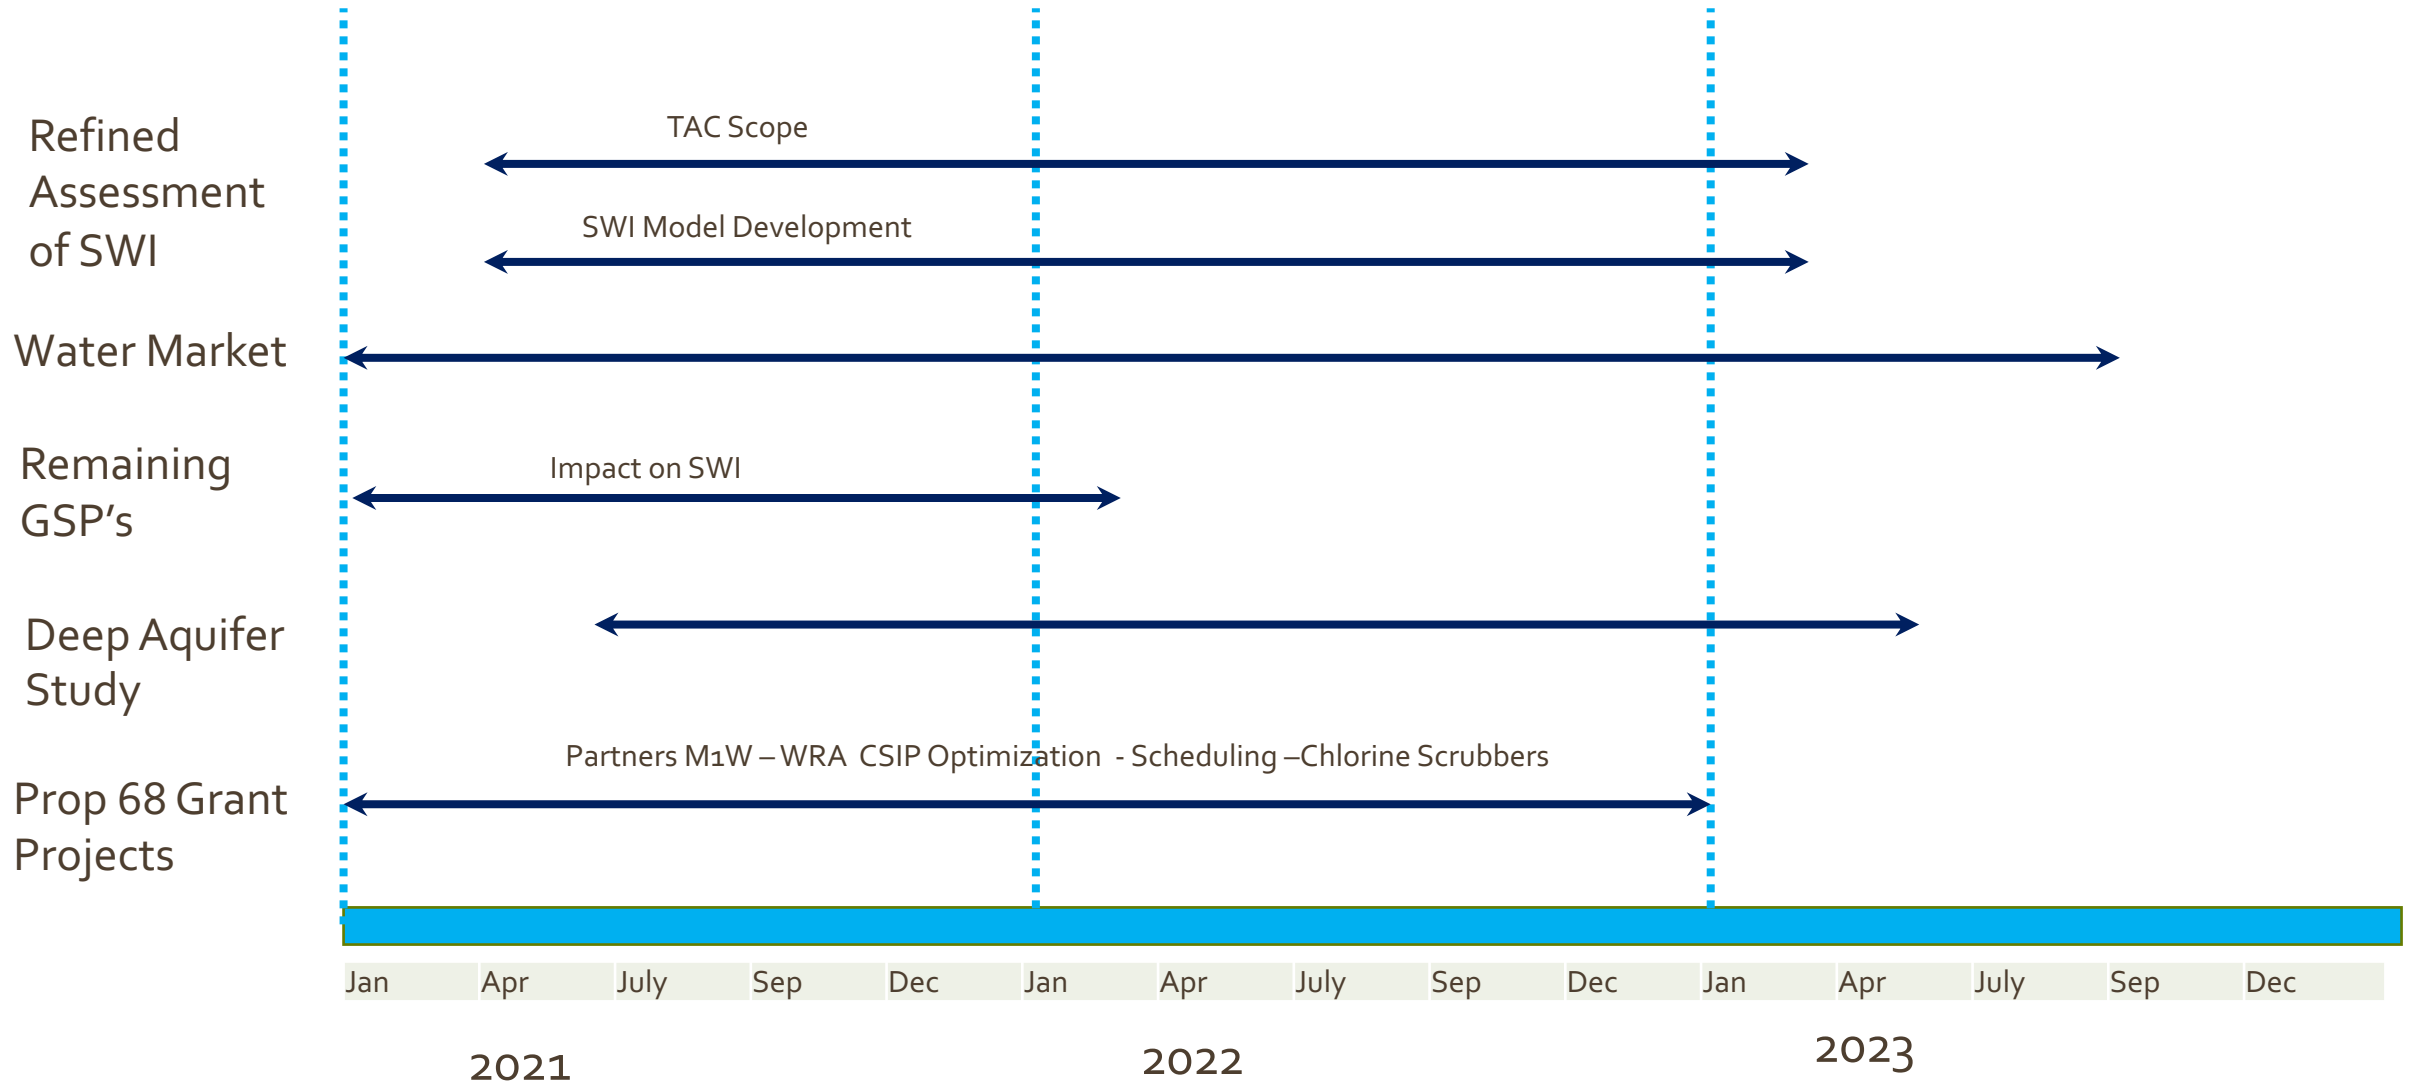 TAC Scope
Refined
Assessment
of SWI
SWI Model Development
Water Market
Remaining
GSP’s
Impact on SWI
Deep Aquifer
Study
Partners M1W – WRA  CSIP Optimization  - Scheduling –Chlorine Scrubbers
Prop 68 Grant
Projects
Jan Apr July Sep Dec Jan Apr July Sep Dec Jan Apr July Sep Dec
2021 2022 2023